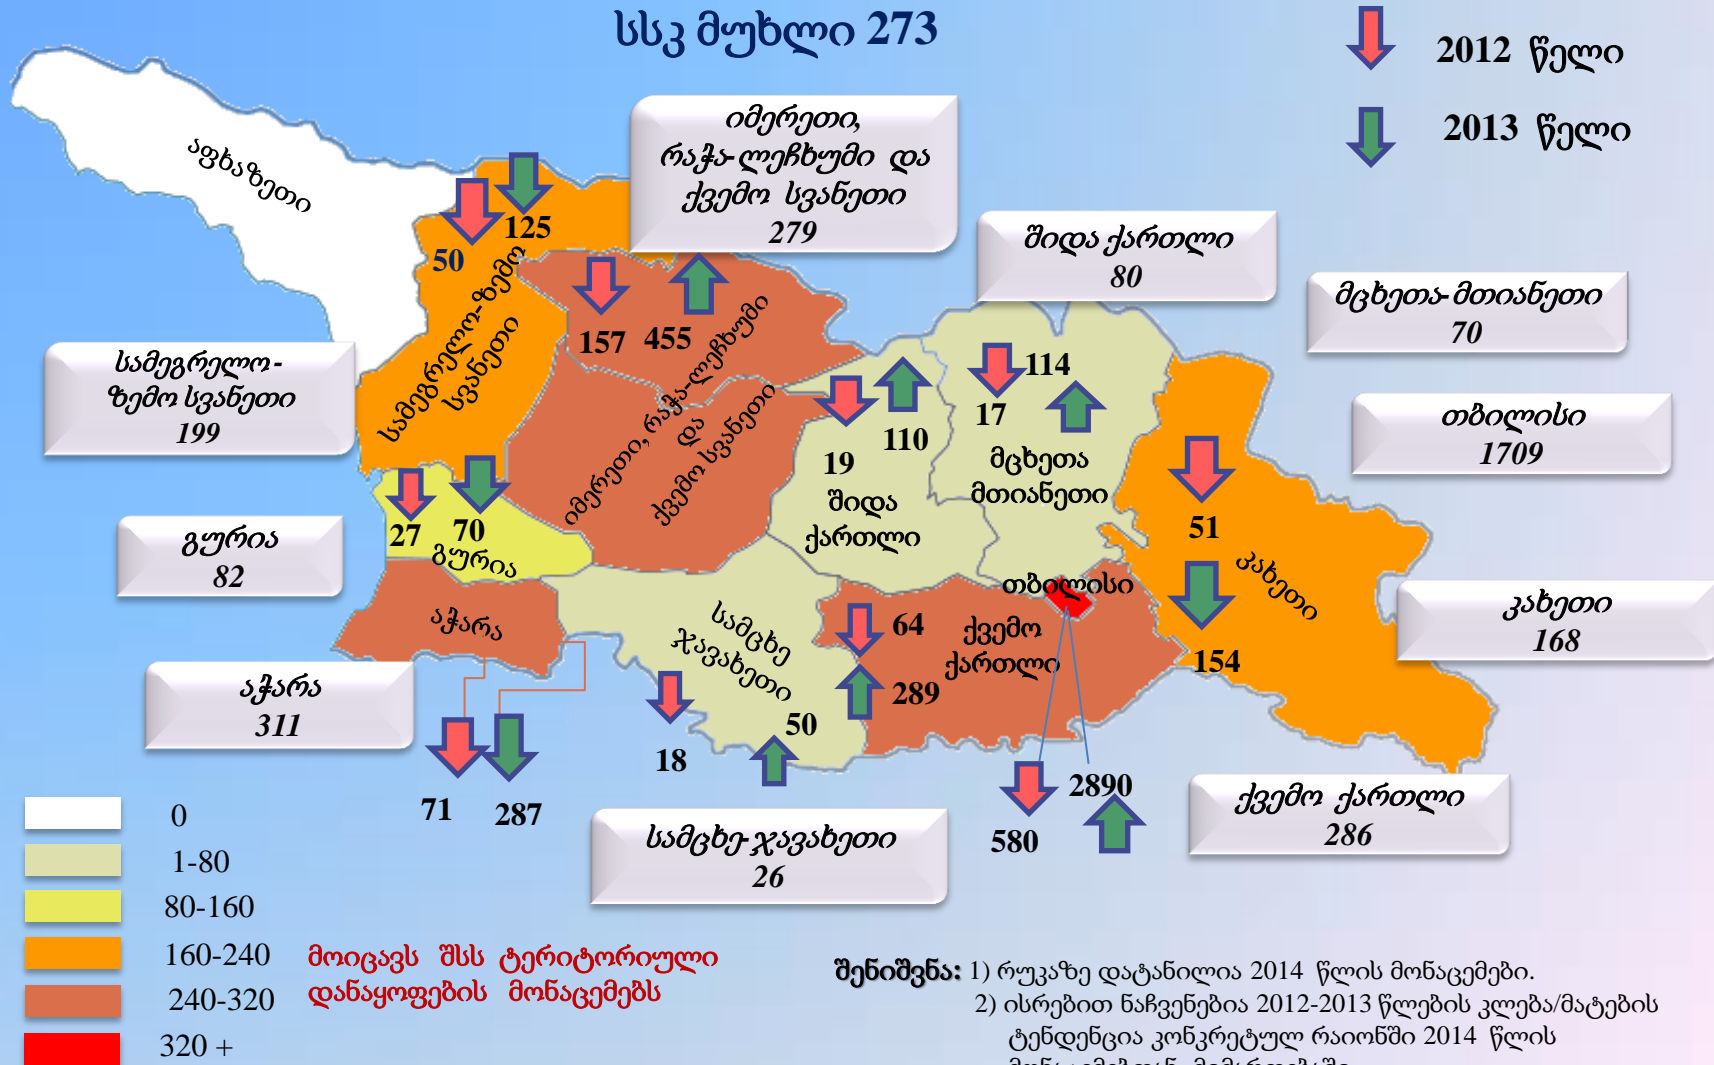 სსკ მუხლი 273
2012 წელი
2013 წელი
იმერეთი,
რაჭა-ლეჩხუმი და
ქვემო სვანეთი
279
შიდა ქართლი
80
მცხეთა-მთიანეთი
70
თბილისი
1709
კახეთი
168
ქვემო ქართლი
286
სამცხე-ჯავახეთი
26
აჭარა
311
გურია
82
სამეგრელო-
ზემო სვანეთი
199
აფხაზეთი
50
125
სამეგრელო-ზემო
სვანეთი
157
455
იმერეთი, რაჭა-ლეჩხუმი
და
ქვემო სვანეთი
19
110
შიდა
ქართლი
17
114
მცხეთა
მთიანეთი
51
154
კახეთი
27
70
გურია
აჭარა
71
287
სამცხე
ჯავახეთი
18
50
64
289
ქვემო
ქართლი
თბილისი
580
2890
0
1-80
80-160
160-240
240-320
320 +
მოიცავს შსს ტერიტორიული
დანაყოფების მონაცემებს
შენიშვნა: 1) რუკაზე დატანილია 2014 წლის მონაცემები.
2) ისრებით ნაჩვენებია 2012-2013 წლების კლება/მატების
ტენდენცია კონკრეტულ რაიონში 2014 წლის